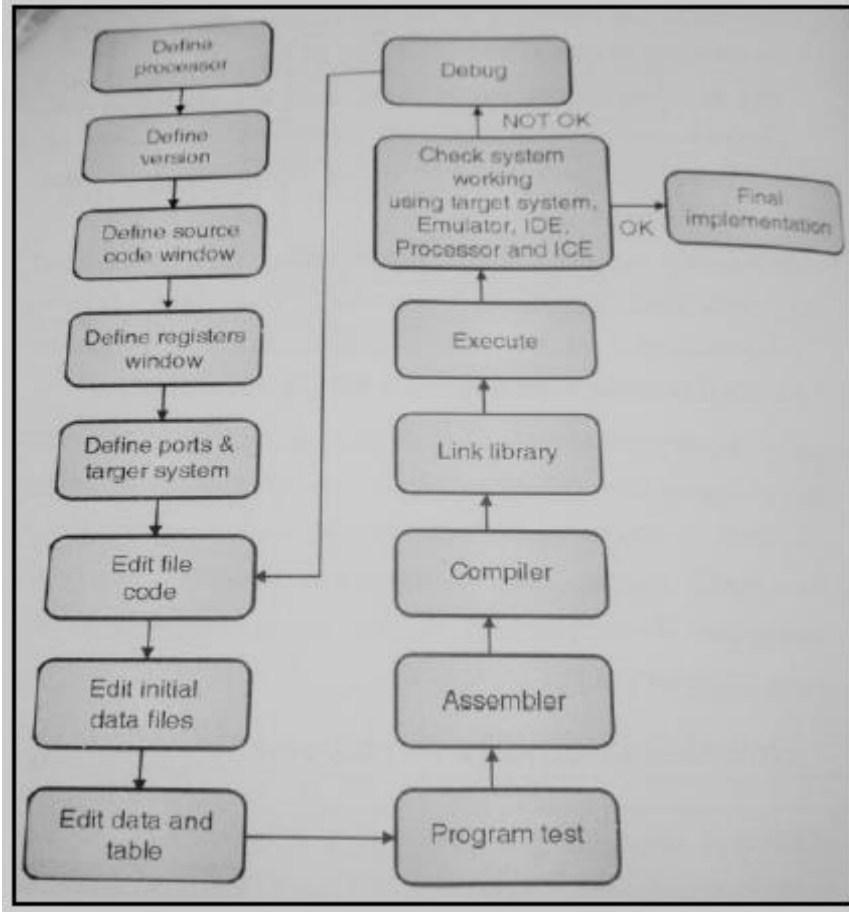 Define
processor
Define
version
Define source
code window
Define registers
window
Define ports &
targer system
Edit file
code
Edit initial
data files
Edit data and
table
Program test
Assembler
Compiler
Link library
Execute
Check system
working
using target system,
Emulator, IDE,
Processor and ICE
NOT OK
Debug
OK
Final
implementation